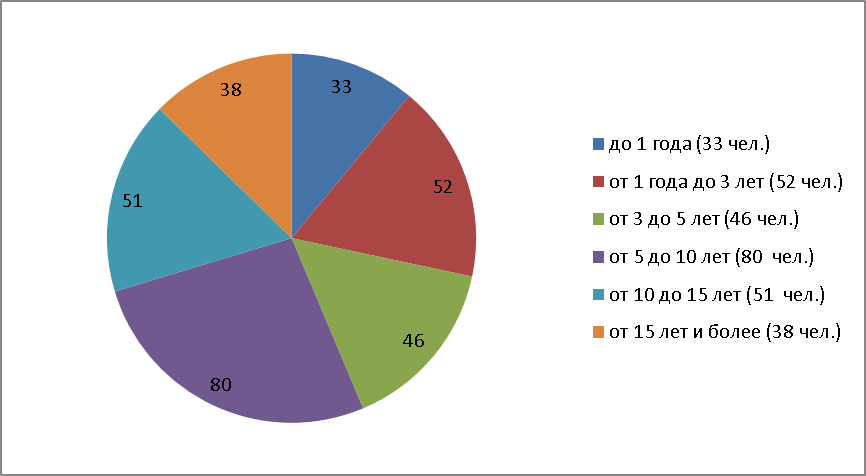 38
33
51
52
46
80
до 1 года (33 чел.)
от 1 года до 3 лет (52 чел.)
от 3 до 5 лет (46 чел.)
от 5 до 10 лет (80  чел.)
от 10 до 15 лет (51  чел.)
от 15 лет и более (38 чел.)